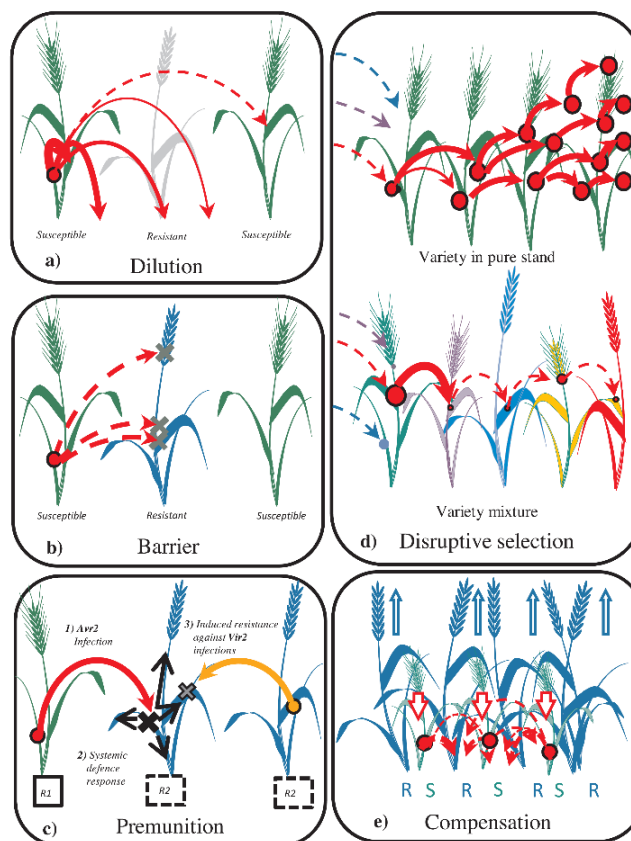 Susceptible
Resistant
Susceptible
a)
Dilution
Susceptible
Resistant
Susceptible
b)
Barrier
1) Avr2
Infection
3) Induced resistance
against Vir2
infections
2) Systemic
defence
response
R1
R2
R2
c)
Premunition
Variety in pure stand
Variety mixture
d)
Disruptive selection
R S R S R S R
e)
Compensation